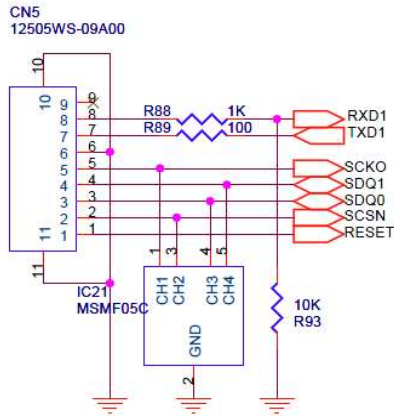 CN5
12505WS-09A00
10
10
9 9
8 8 R88 1K RXD1
7 7 R89 100 TXD1
6 6
5 5 SCKO
4 4 SDQ1
3 3 SDQ0
2 2 SCSN
1 1 RESET
11
11
1 3 4 5
CH1 CH2 CH3 CH4
IC21
MSMF05C
GND
2
10K
R93